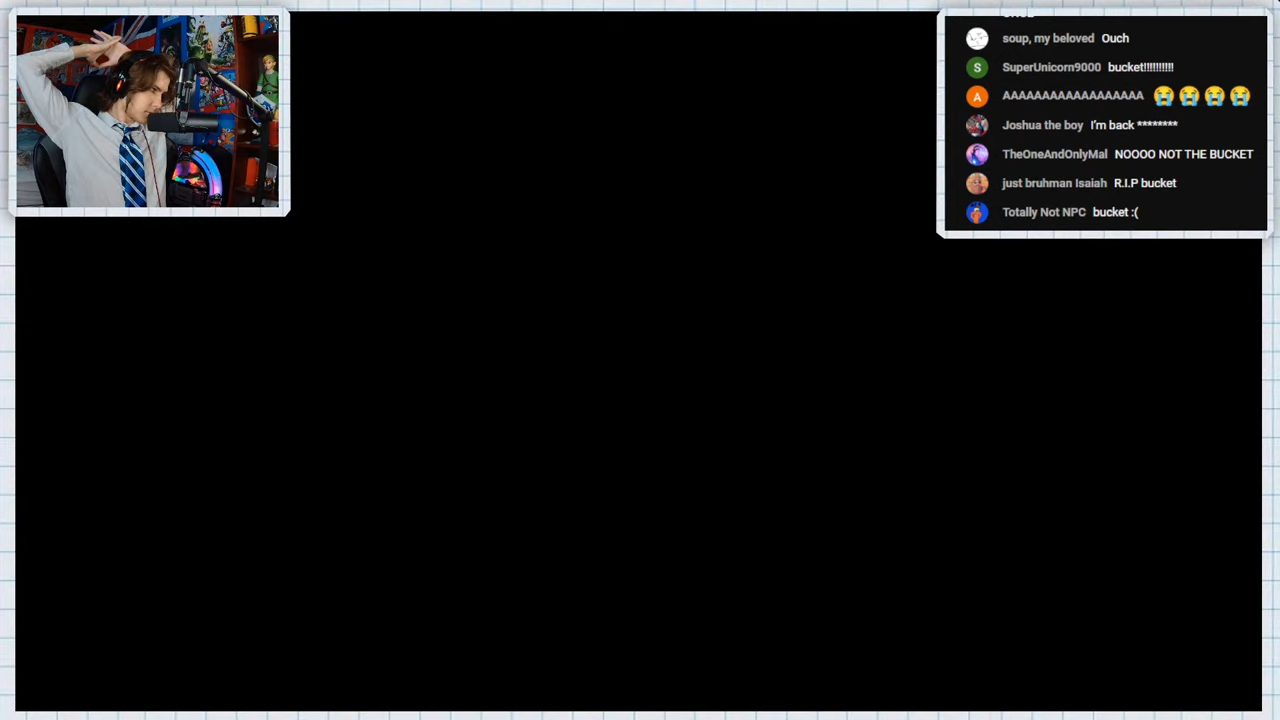 soup, my beloved Ouch
S SuperUnicorn9000 bucket!!!!!!!!!!
A AAAAAAAAAAAAAAAAAA 😭😭😭😭
Joshua the boy I'm back ********
TheOneAndOnlyMal NOOOO NOT THE BUCKET
just bruhman Isaiah R.I.P bucket
Totally Not NPC bucket :(